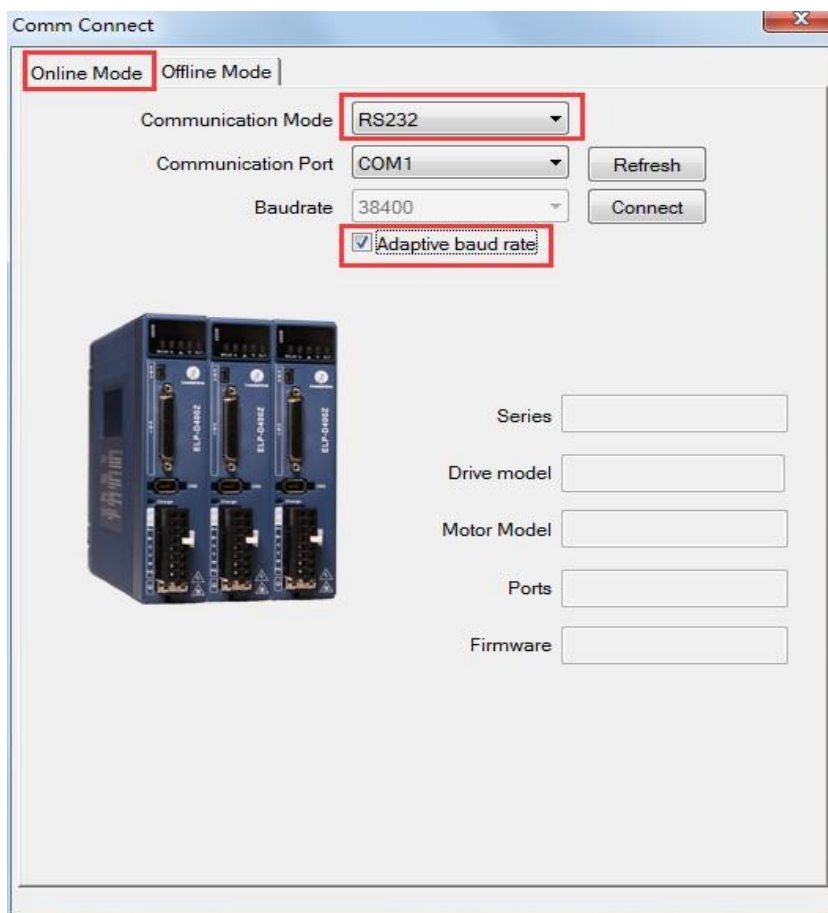 Comm Connect
Online Mode
Offline Mode
Communication Mode RS232
Communication Port COM1 Refresh
Baudrate 38400 Connect
Adaptive baud rate
ELP-D400Z
ELP-D400Z
ELP-D400Z
Series
Drive model
Motor Model
Ports
Firmware